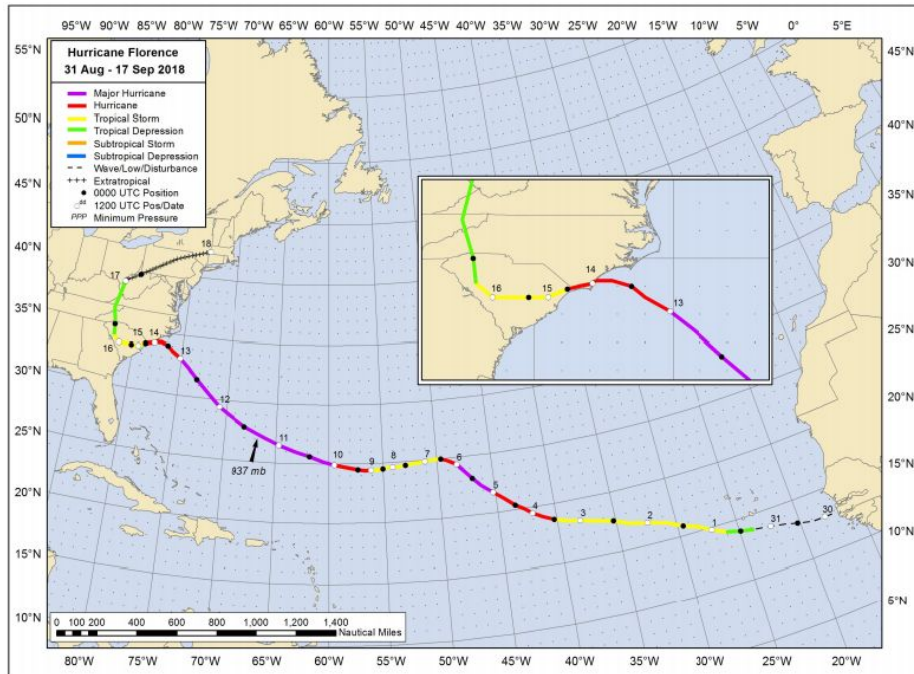 95°W 90°W 85°W 80°W 75°W 70°W 65°W 60°W 55°W 50°W 45°W 40°W 35°W 30°W 25°W 20°W 15°W 10°W 5°W 0° 5°E
Hurricane Florence
31 Aug - 17 Sep 2018
Major Hurricane
Hurricane
Tropical Storm
Tropical Depression
Subtropical Storm
Subtropical Depression
Wave/Low/Disturbance
Extratropical
0000 UTC Position
1200 UTC Pos/Date
PPP Minimum Pressure
55°N
50°N
45°N
40°N
35°N
30°N
25°N
20°N
15°N
10°N
45°N
40°N
35°N
30°N
25°N
20°N
15°N
10°N
5°N
16
15
14
13
18
17
16
15
14
13
12
11
937 mb
10
9
8
7
6
5
4
3
2
1
31
30
0 100 200 400 600 800 1,000 1,200 1,400
Nautical Miles
80°W 75°W 70°W 65°W 60°W 55°W 50°W 45°W 40°W 35°W 30°W 25°W 20°W